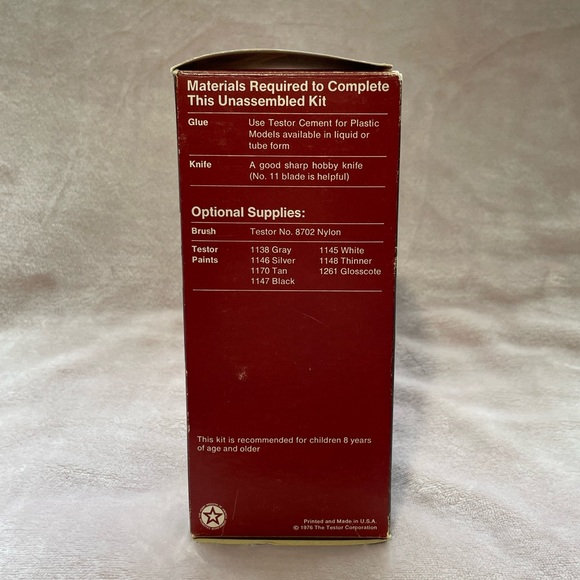 Materials Required to Complete
This Unassembled Kit
Glue Use Testor Cement for Plastic
Models available in liquid or
tube form
Knife A good sharp hobby knife
(No. 11 blade is helpful)
Optional Supplies:
Brush Testor No. 8702 Nylon
Testor 1138 Gray 1145 White
Paints 1146 Silver 1148 Thinner
1170 Tan 1261 Glosscote
1147 Black
This kit is recommended for children 8 years
of age and older
Printed and Made in U.S.A.
© 1976 The Testor Corporation